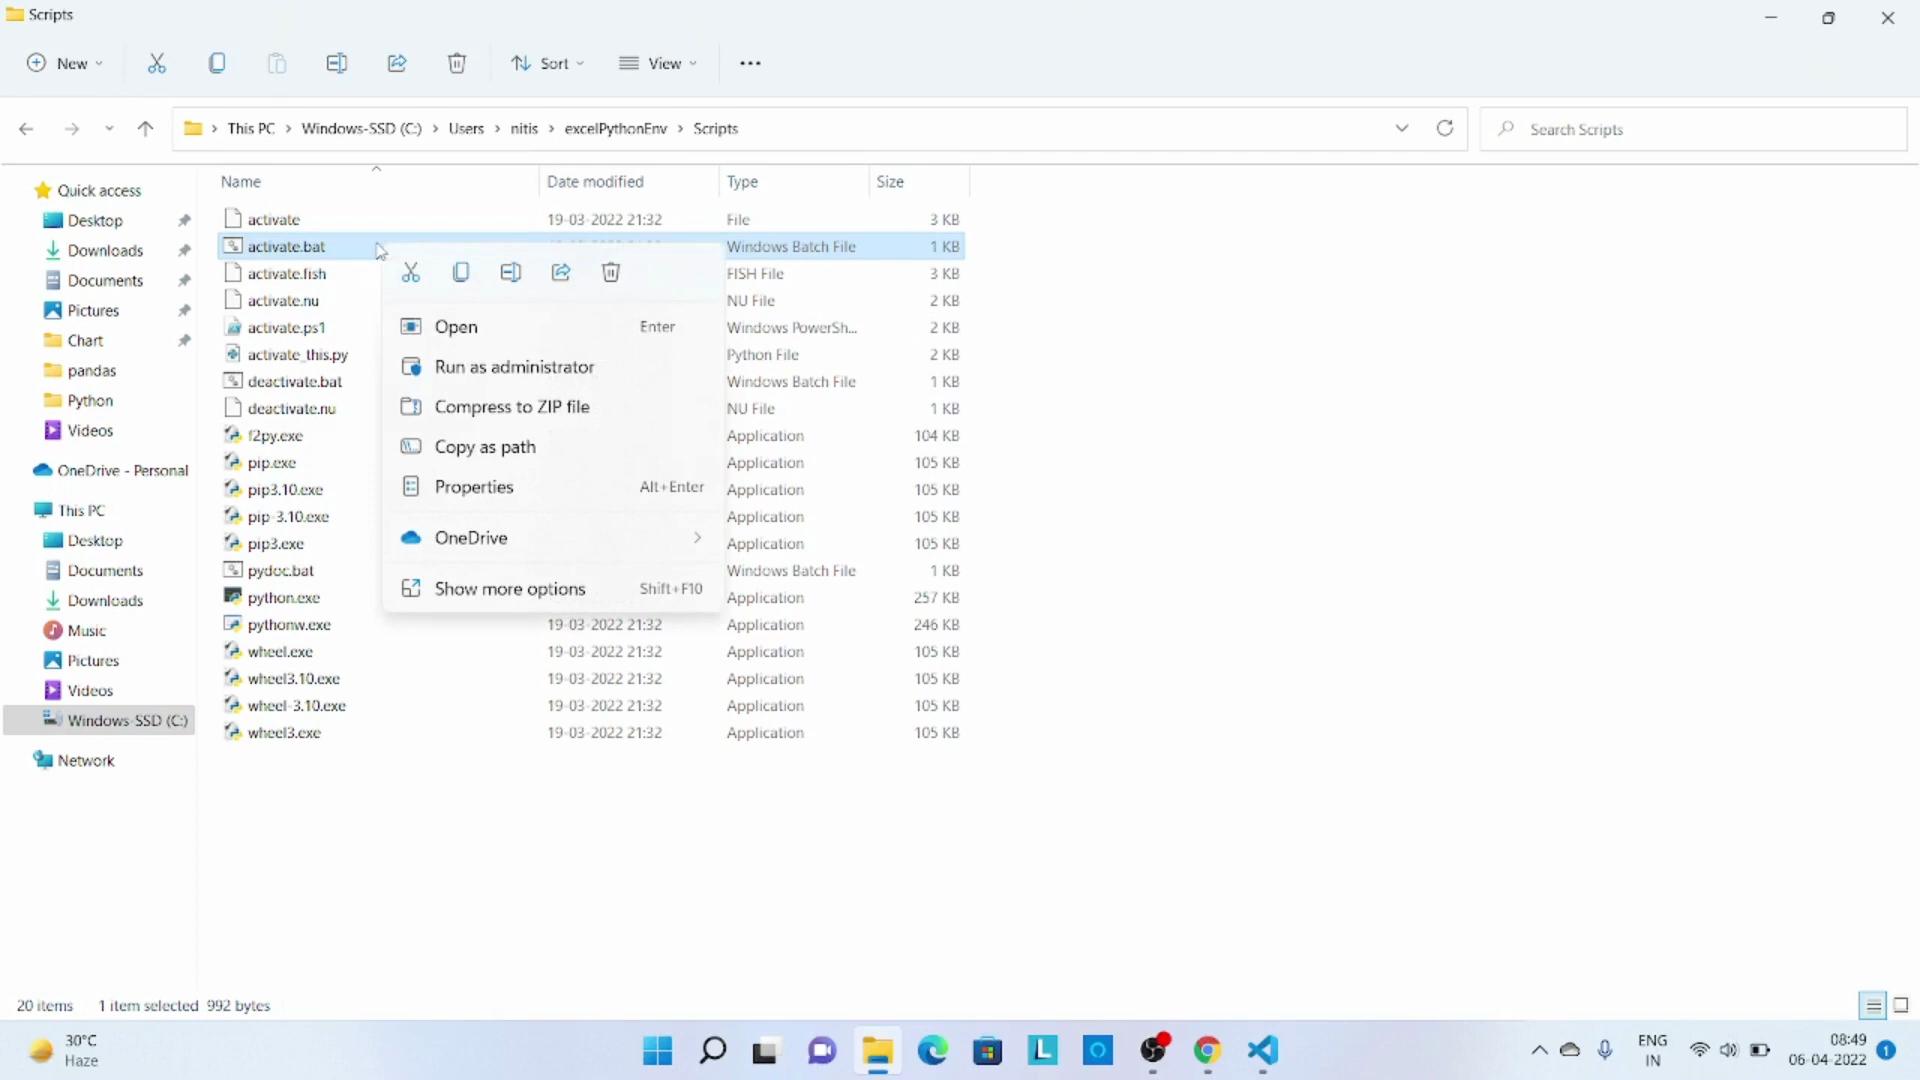 Scripts
New
Sort
View
This PC > Windows-SSD (C:) > Users > nitis > excelPythonEnv > Scripts
Search Scripts
Name Date modified Type Size
Quick access
Desktop
Downloads
Documents
Pictures
Chart
pandas
Python
Videos
OneDrive - Personal
This PC
Desktop
Documents
Downloads
Music
Pictures
Videos
Windows-SSD (C:)
Network
activate 19-03-2022 21:32 File 3 KB
activate.bat Windows Batch File 1 KB
activate.fish FISH File 3 KB
activate.nu NU File 2 KB
activate.ps1 Windows PowerSh... 2 KB
activate_this.py Python File 2 KB
deactivate.bat Windows Batch File 1 KB
deactivate.nu NU File 1 KB
f2py.exe Application 104 KB
pip.exe Application 105 KB
pip3.10.exe Application 105 KB
pip-3.10.exe Application 105 KB
pip3.exe Application 105 KB
pydoc.bat Windows Batch File 1 KB
python.exe Application 257 KB
pythonw.exe 19-03-2022 21:32 Application 246 KB
wheel.exe 19-03-2022 21:32 Application 105 KB
wheel3.10.exe 19-03-2022 21:32 Application 105 KB
wheel-3.10.exe 19-03-2022 21:32 Application 105 KB
wheel3.exe 19-03-2022 21:32 Application 105 KB
Open Enter
Run as administrator
Compress to ZIP file
Copy as path
Properties Alt+Enter
OneDrive
Show more options Shift+F10
20 items 1 item selected 992 bytes
30°C
Haze
ENG
IN
08:49
06-04-2022
1